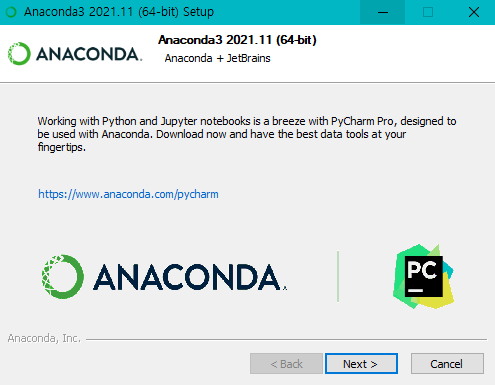 Anaconda3 2021.11 (64-bit) Setup
ANACONDA.
Anaconda3 2021.11 (64-bit)
Anaconda + JetBrains
Working with Python and Jupyter notebooks is a breeze with PyCharm Pro, designed to
be used with Anaconda. Download now and have the best data tools at your
fingertips.
https://www.anaconda.com/pycharm
ANACONDA.
PC
Anaconda, Inc.
< Back
Next >
Cancel